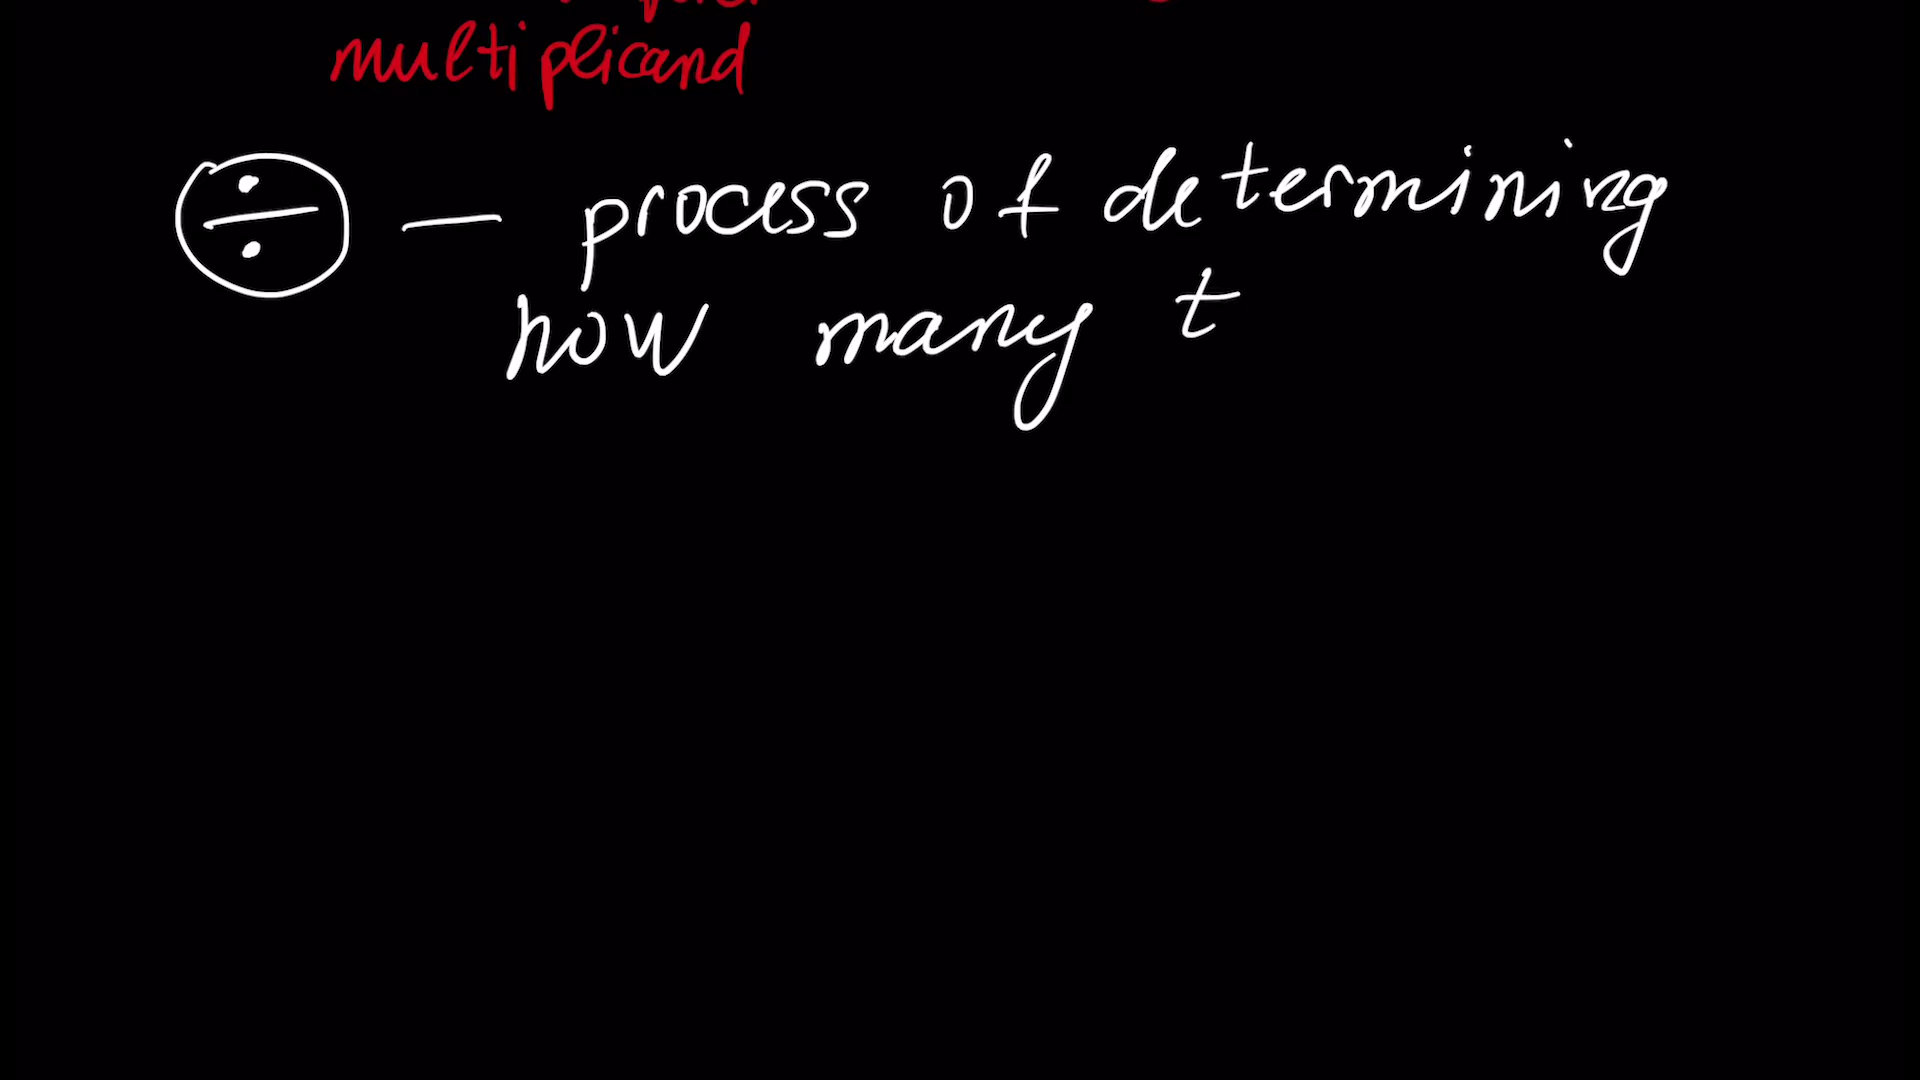 multiplicand
÷ — process of determining
how many t